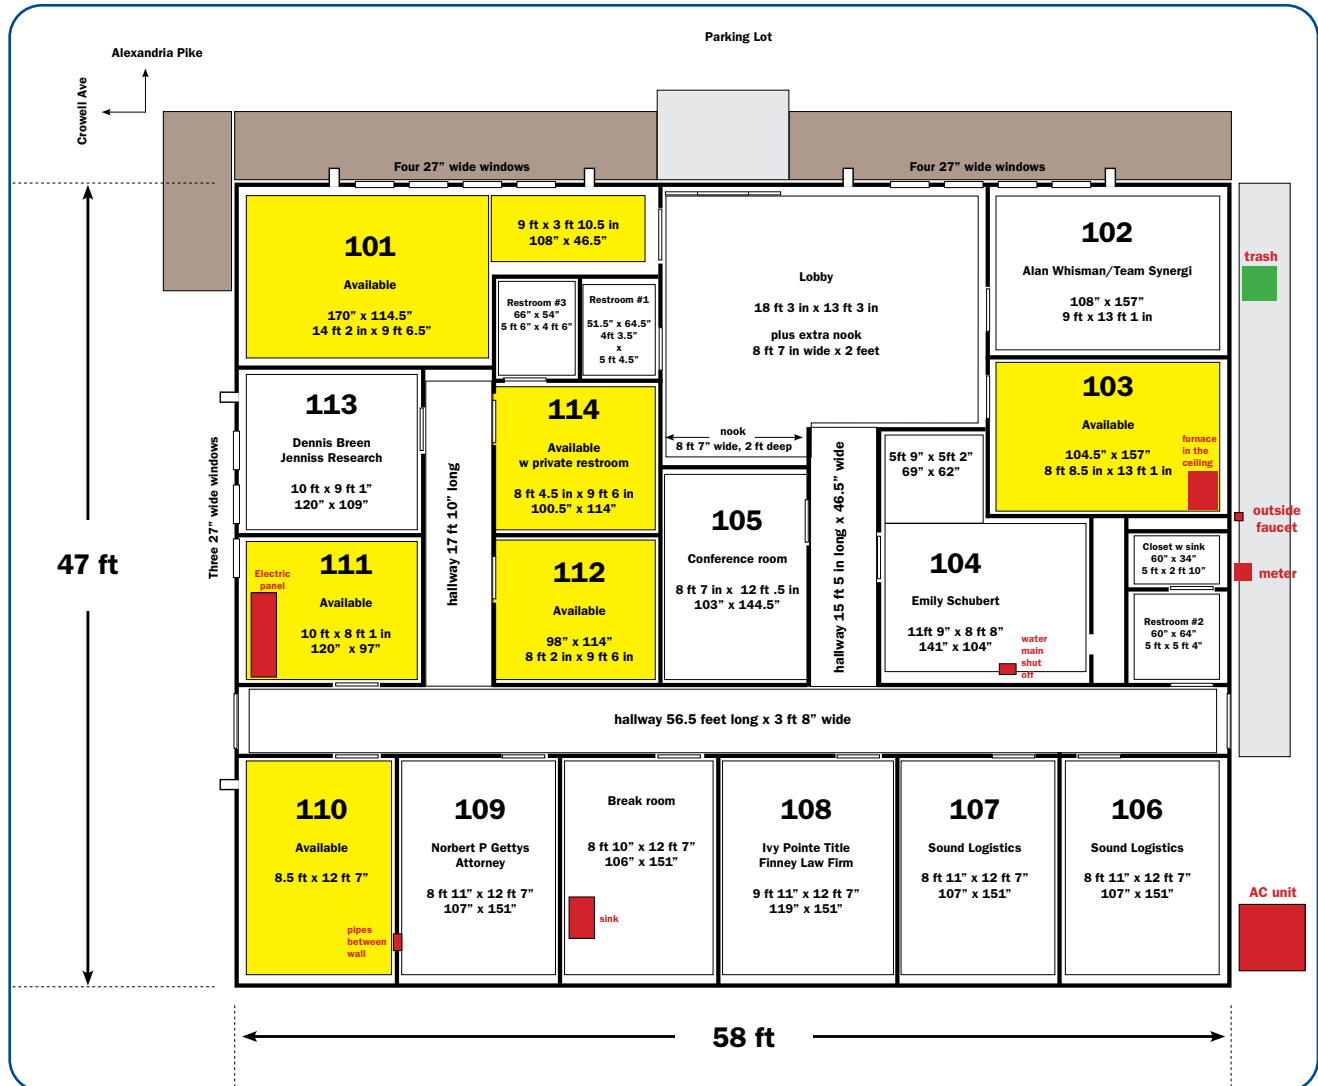 Parking Lot
Alexandria Pike
Crowell Ave
Four 27” wide windows
Four 27” wide windows
101
Available
170” x 114.5”
14 ft 2 in x 9 ft 6.5”
9 ft x 3 ft 10.5 in
108” x 46.5”
Restroom #3
66” x 54”
5 ft 6” x 4 ft 6”
Restroom #1
51.5” x 64.5”
4ft 3.5”
x
5 ft 4.5”
Lobby
18 ft 3 in x 13 ft 3 in
plus extra nook
8 ft 7 in wide x 2 feet
nook
8 ft 7” wide, 2 ft deep
102
Alan Whisman/Team Synergi
108” x 157”
9 ft x 13 ft 1 in
trash
103
Available
104.5” x 157”
8 ft 8.5 in x 13 ft 1 in
furnace
in the
ceiling
outside
faucet
meter
113
Dennis Breen
Jenniss Research
10 ft x 9 ft 1”
120” x 109”
Three 27” wide windows
hallway 17 ft 10” long
114
Available
w private restroom
8 ft 4.5 in x 9 ft 6 in
100.5” x 114”
105
Conference room
8 ft 7 in x  12 ft .5 in
103” x 144.5”
hallway 15 ft 5 in long x 46.5” wide
5ft 9” x 5ft 2”
69” x 62”
104
Emily Schubert
11ft 9” x 8 ft 8”
141” x 104”
water
main
shut
off
Closet w sink
60” x 34”
5 ft x 2 ft 10”
Restroom #2
60” x 64”
5 ft x 5 ft 4”
47 ft
111
Electric
panel
Available
10 ft x 8 ft 1 in
120”  x 97”
112
Available
98” x 114”
8 ft 2 in x 9 ft 6 in
hallway 56.5 feet long x 3 ft 8” wide
110
Available
8.5 ft x 12 ft 7”
pipes
between
wall
109
Norbert P Gettys
Attorney
8 ft 11” x 12 ft 7”
107” x 151”
Break room
8 ft 10” x 12 ft 7”
106” x 151”
sink
108
Ivy Pointe Title
Finney Law Firm
9 ft 11” x 12 ft 7”
119” x 151”
107
Sound Logistics
8 ft 11” x 12 ft 7”
107” x 151”
106
Sound Logistics
8 ft 11” x 12 ft 7”
107” x 151”
AC unit
58 ft